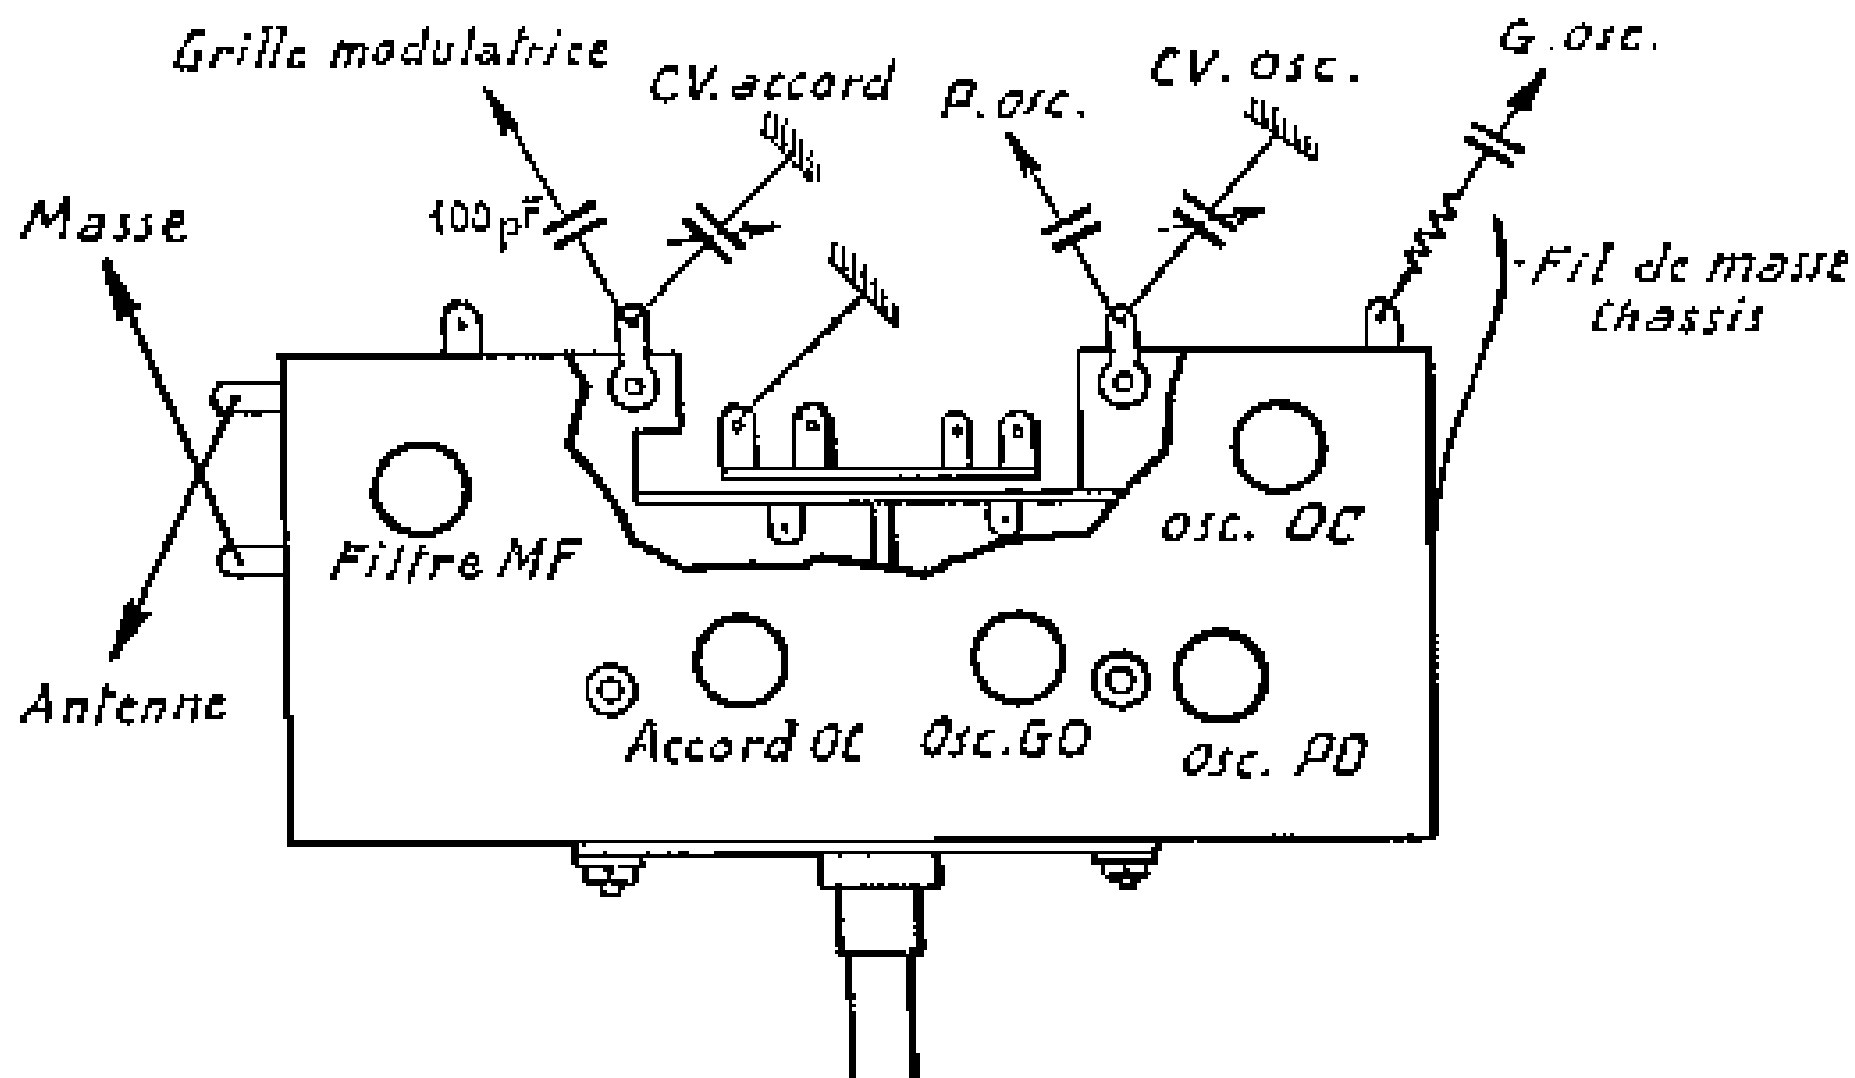 Grille modulatrice
CV. accord
P. osc.
CV. osc.
G. osc.
Masse
100 pF
Fil de masse
chassis
Filtre MF
osc. OC
Antenne
Accord OC
Osc. GO
osc. PO